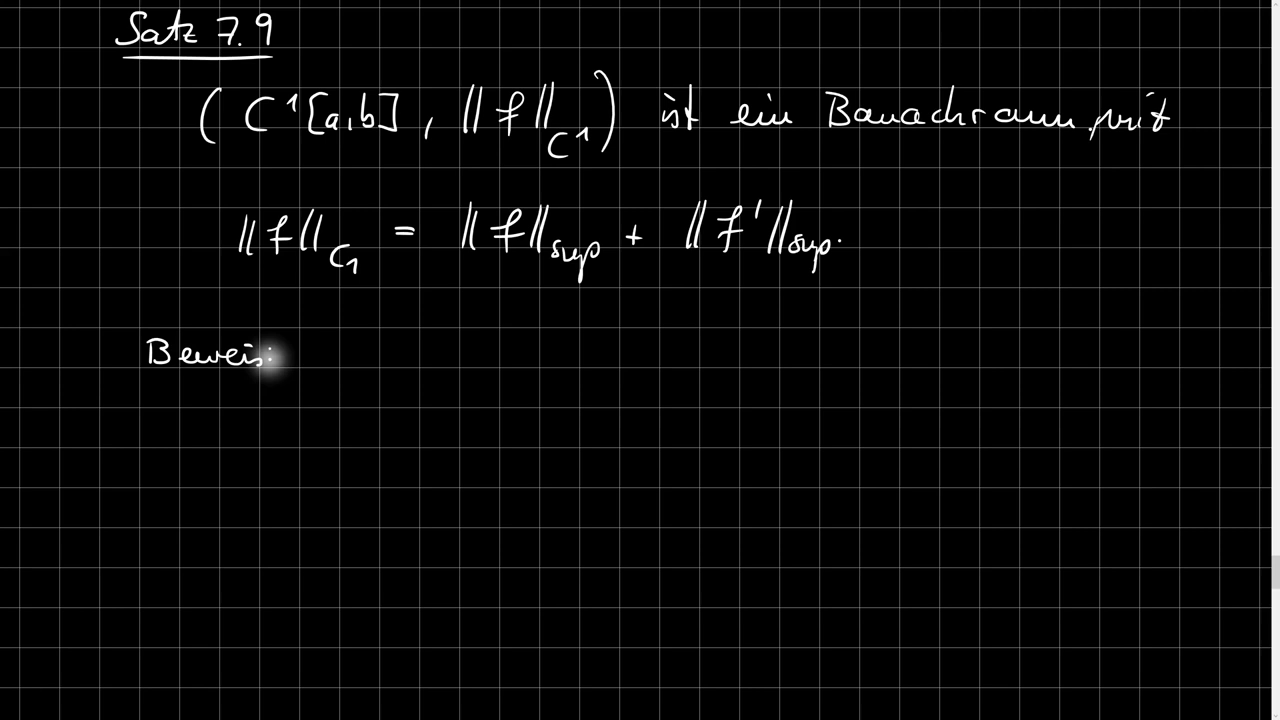 Satz 7.9
( C¹[a,b] , ||f||_C¹ ) ist ein Banachraum, mit
||f||_C1 = ||f||_sup + ||f'||_sup.
Beweis: